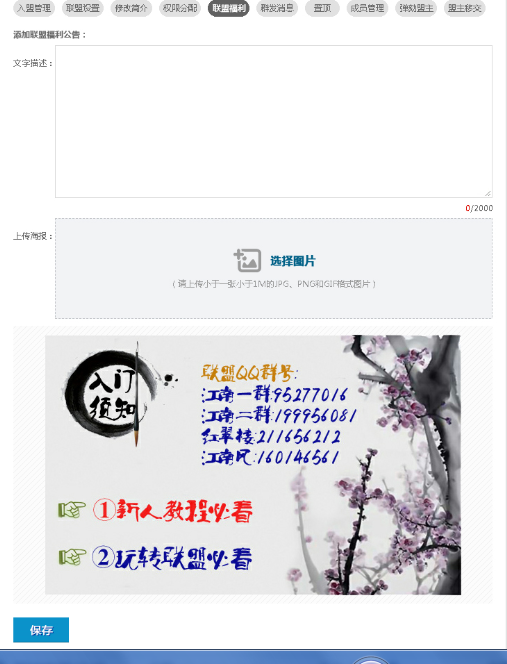 入盟管理 联盟设置 修改简介 权限分配 联盟福利 群发消息 置顶 成员管理 弹劾盟主 盟主移交
添加联盟福利公告：
文字描述：
0/2000
上传海报：
选择图片
（请上传小于一张小于1M的JPG、PNG和GIF格式图片）
入门
须知
联盟QQ群号:
江南一群:95277016
江南二群:199956081
红翠楼:211656212
江南风:160146561
①新人教程必看
②玩转联盟必看
保存